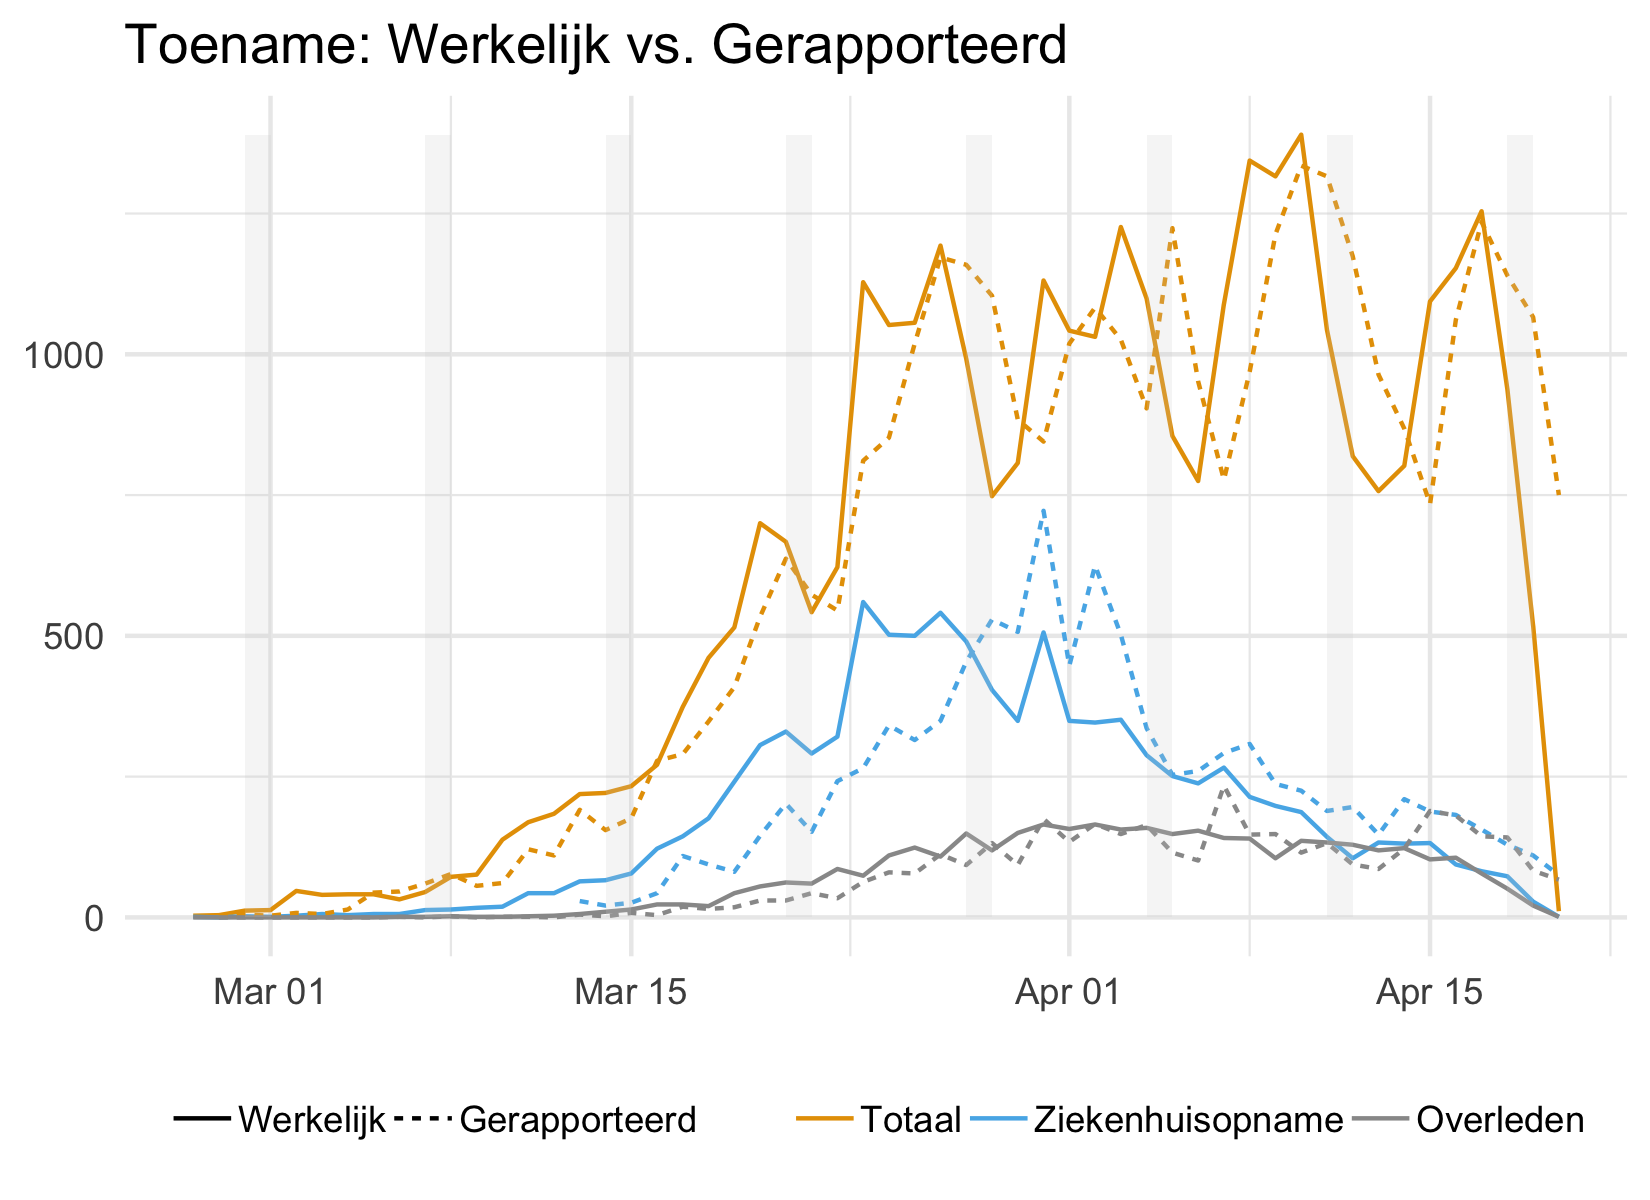 Toename: Werkelijk vs. Gerapporteerd
1000
500
0
Mar 01 Mar 15 Apr 01 Apr 15
Werkelijk Gerapporteerd Totaal Ziekenhuisopname Overleden